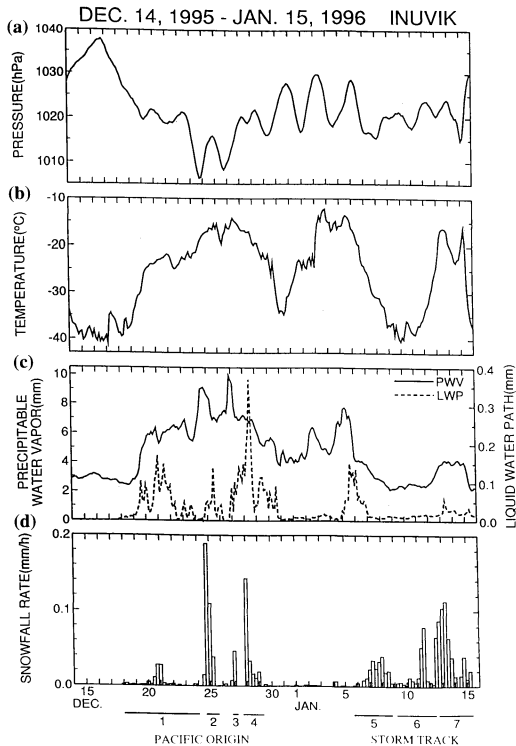 DEC. 14, 1995 - JAN. 15, 1996 INUVIK
(a)
PRESSURE(hPa)
1040
1030
1020
1010
(b)
TEMPERATURE(ºC)
-10
-20
-30
-40
(c)
PRECIPITABLE
WATER VAPOR(mm)
10
8
6
4
2
0
PWV
LWP
0.4
0.3
0.2
0.1
0.0
LIQUID WATER PATH(mm)
(d)
SNOWFALL RATE(mm/h)
0.2
0.1
0.0
15 20 25 30 1 5 10 15
DEC. JAN.
1 2 3 4 5 6 7
PACIFIC ORIGIN STORM TRACK